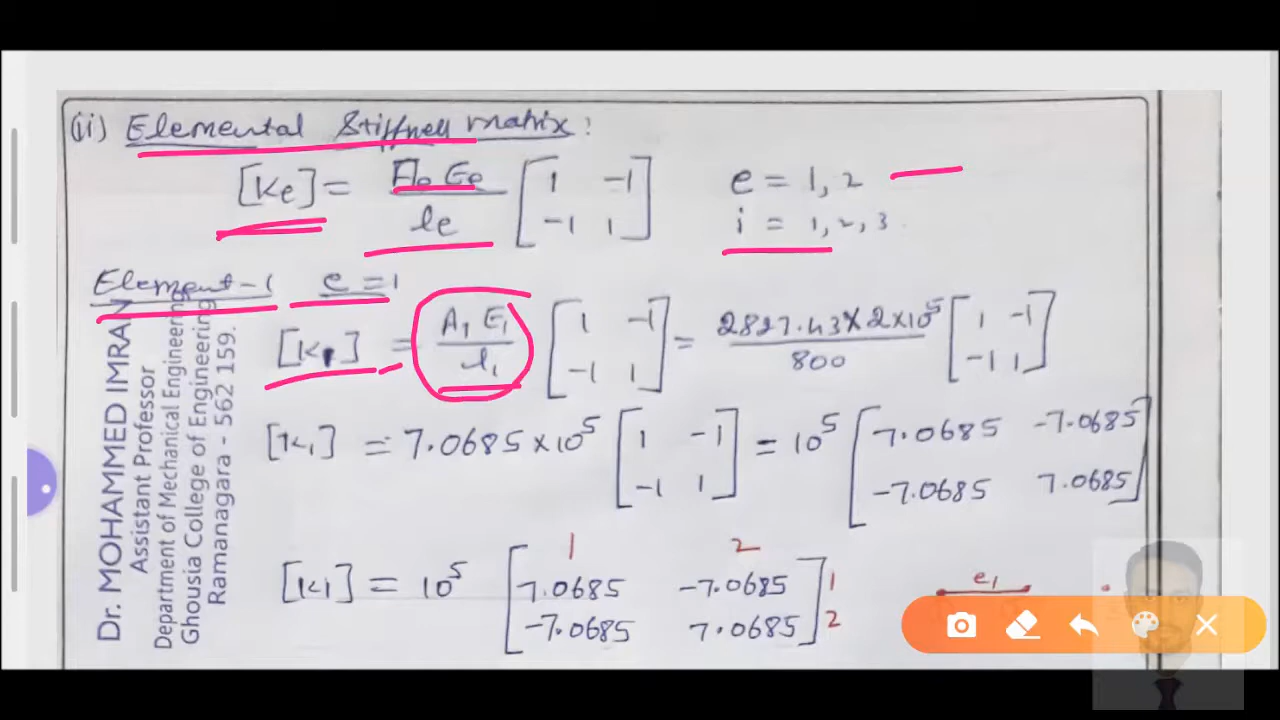 (ii) Elemental Stiffnell matrix :
[Ke] = Ae Ee / le [1 -1 -1 1] e = 1, 2
i = 1, 2, 3
Element-1 e = 1
[K1] = A1 E1 / l1 [1 -1 -1 1] = 2827.43 × 2×10^5 / 800 [1 -1 -1 1]
[K1] = 7.0685 × 10^5 [1 -1 -1 1] = 10^5 [7.0685 -7.0685 -7.0685 7.0685]
1 2
[K1] = 10^5 [7.0685 -7.0685 -7.0685 7.0685] 1 2
e1
Dr. MOHAMMED IMRAN
Assistant Professor
Department of Mechanical Engineering
Ghousia College of Engineering
Ramanagara - 562 159.